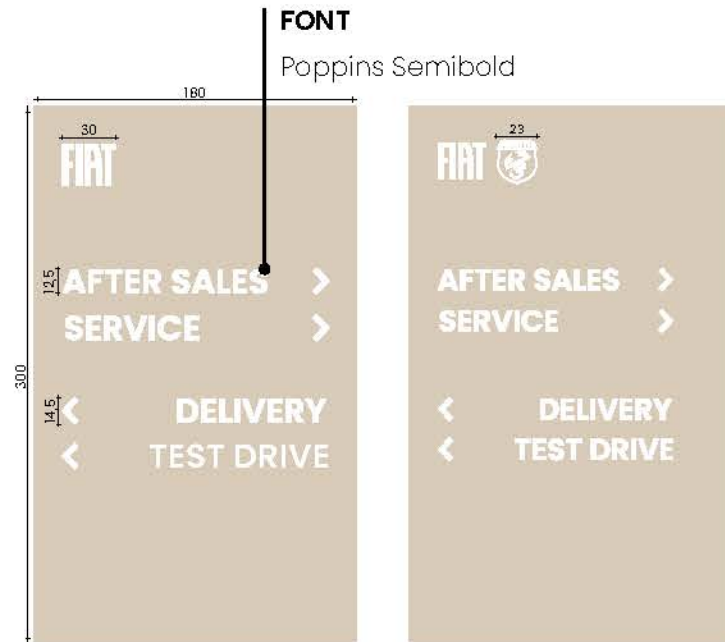 FONT
Poppins Semibold
180
30
FIAT
12,5
AFTER SALES
SERVICE
300
14,5
DELIVERY
TEST DRIVE
23
FIAT
AFTER SALES
SERVICE
DELIVERY
TEST DRIVE